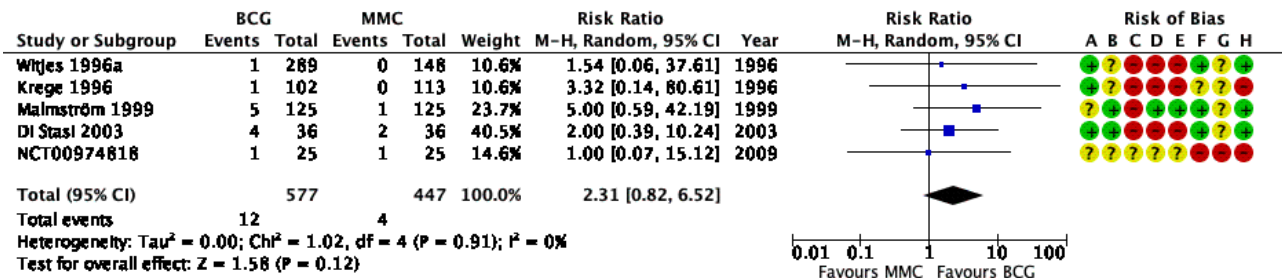 BCG MMC Risk Ratio Risk Ratio Risk of Bias
Study or Subgroup Events Total Events Total Weight M-H, Random, 95% CI Year M-H, Random, 95% CI A B C D E F G H
Witjes 1996a 1 289 0 148 10.6% 1.54 [0.06, 37.61] 1996 + ? - - - + ? +
Krege 1996 1 102 0 113 10.6% 3.32 [0.14, 80.61] 1996 + ? - - - ? ? -
Malmström 1999 5 125 1 125 23.7% 5.00 [0.59, 42.19] 1999 ? + - + + + ? +
Di Stasi 2003 4 36 2 36 40.5% 2.00 [0.39, 10.24] 2003 + + - - - + ? +
NCT00974818 1 25 1 25 14.6% 1.00 [0.07, 15.12] 2009 ? ? ? ? ? - - -
Total (95% CI) 577 447 100.0% 2.31 [0.82, 6.52]
Total events 12 4
Heterogeneity: Tau² = 0.00; Chi² = 1.02, df = 4 (P = 0.91); I² = 0%
Test for overall effect: Z = 1.58 (P = 0.12)
0.01 0.1 1 10 100
Favours MMC Favours BCG